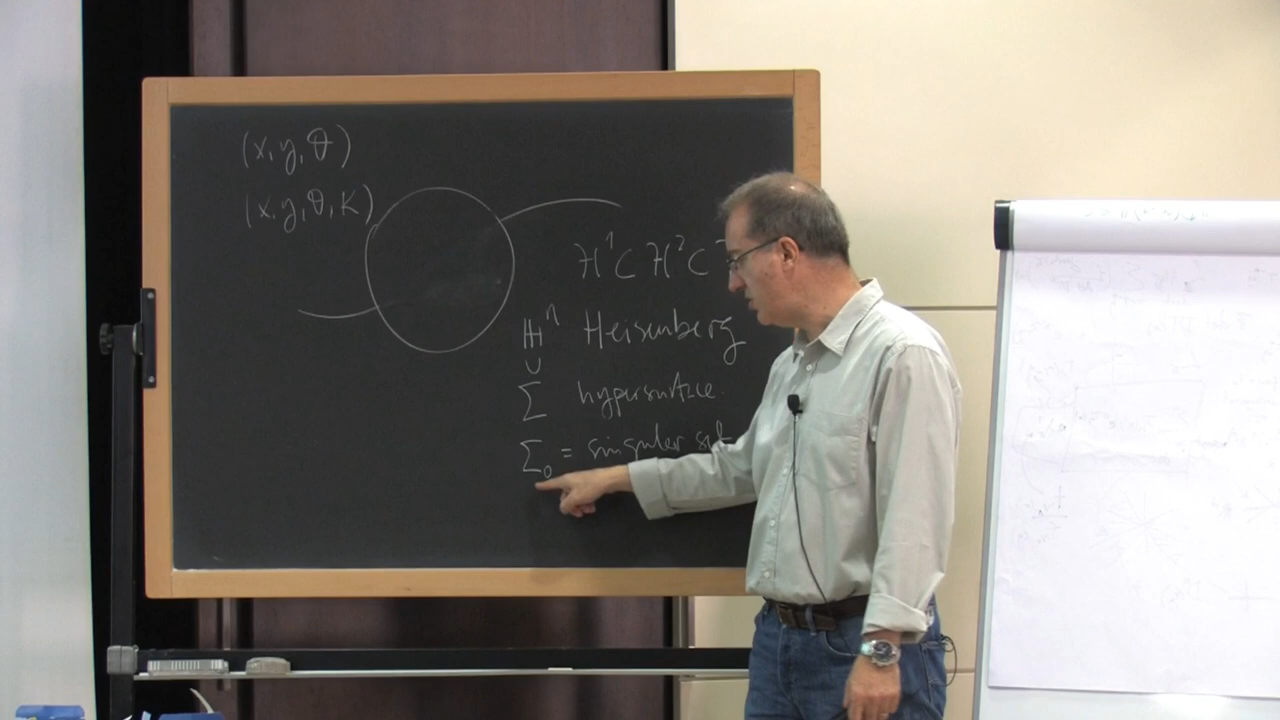 (x, y, θ)
(x, y, θ, K)
H¹ ⊂ H² ⊂
ℍⁿ Heisenberg
∪
Σ hypersurface.
Σ₀ = singular set